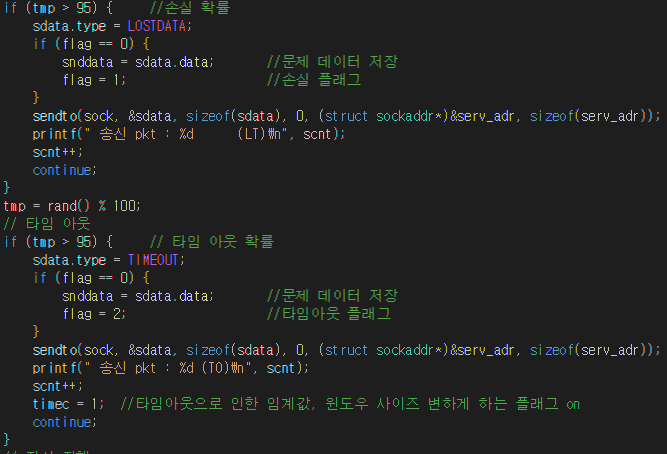 if (tmp > 95) {    //손실 확률
    sdata.type = LOSTDATA;
    if (flag == 0) {
        snddata = sdata.data;       //문제 데이터 저장
        flag = 1;                   //손실 플래그
    }
    sendto(sock, &sdata, sizeof(sdata), 0, (struct sockaddr*)&serv_adr, sizeof(serv_adr));
    printf(" 송신 pkt : %d     (LT)₩n", scnt);
    scnt++;
    continue;
}
tmp = rand() % 100;
// 타임 아웃
if (tmp > 95) {    // 타임 아웃 확률
    sdata.type = TIMEOUT;
    if (flag == 0) {
        snddata = sdata.data;       //문제 데이터 저장
        flag = 2;                   //타임아웃 플래그
    }
    sendto(sock, &sdata, sizeof(sdata), 0, (struct sockaddr*)&serv_adr, sizeof(serv_adr));
    printf(" 송신 pkt : %d (TO)₩n", scnt);
    scnt++;
    timec = 1;  //타임아웃으로 인한 임계값, 윈도우 사이즈 변하게 하는 플래그 on
    continue;
}